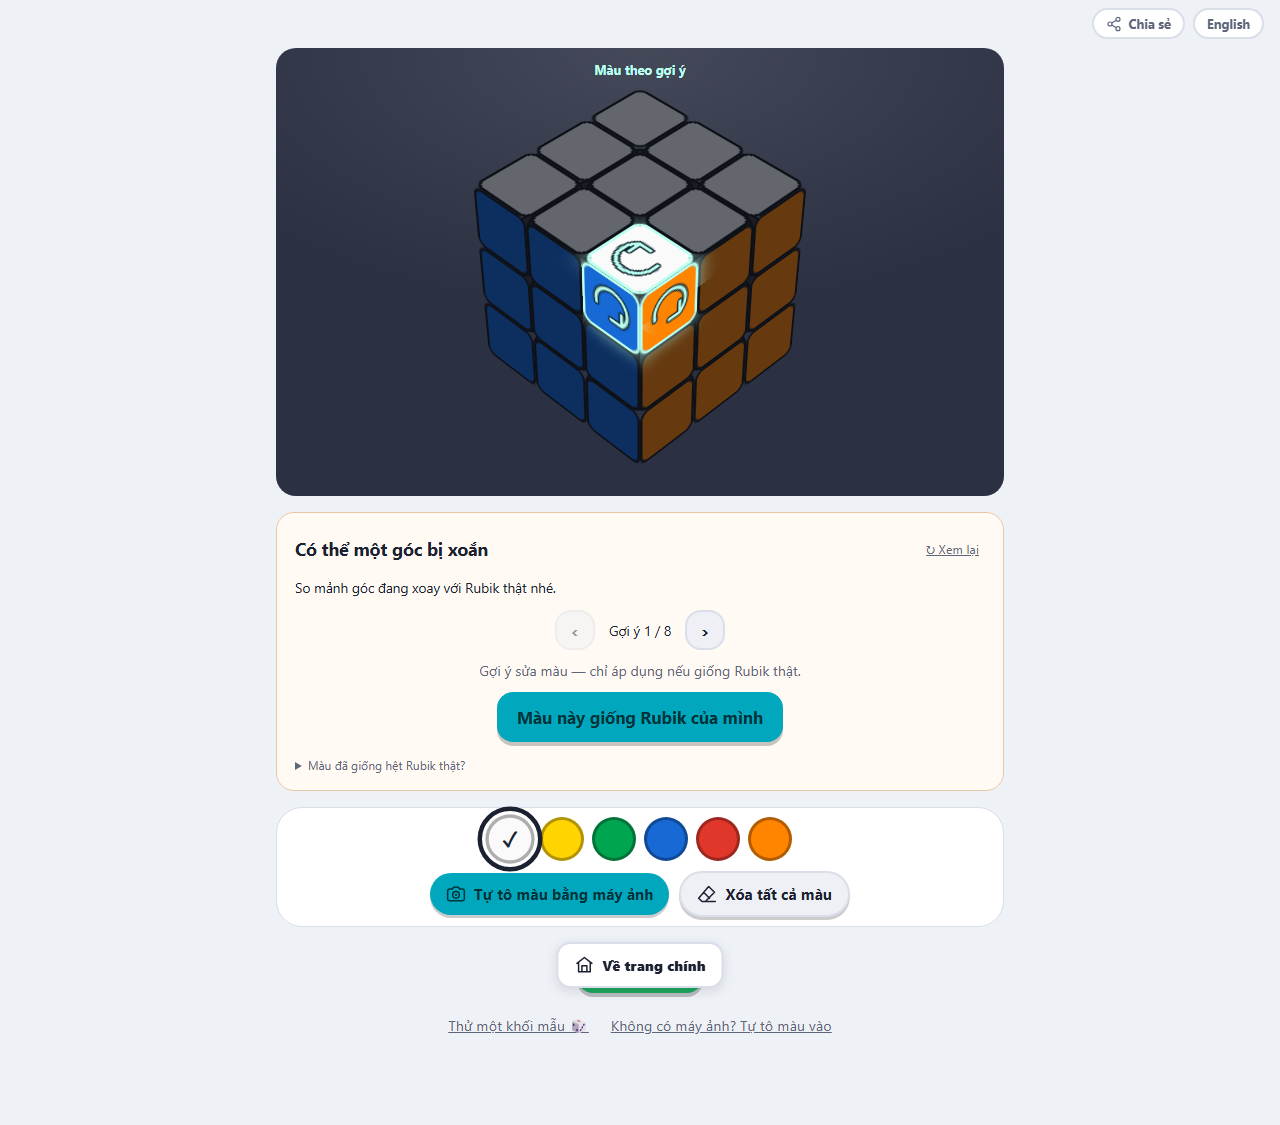 Chia sẻ
English
Màu theo gợi ý
Có thể một góc bị xoắn
↻ Xem lại
So mảnh góc đang xoay với Rubik thật nhé.
‹ Gợi ý 1 / 8 ›
Gợi ý sửa màu — chỉ áp dụng nếu giống Rubik thật.
Màu này giống Rubik của mình
▶ Màu đã giống hệt Rubik thật?
✓
Tự tô màu bằng máy ảnh
Xóa tất cả màu
Về trang chính
Thử một khối mẫu 🎲
Không có máy ảnh? Tự tô màu vào